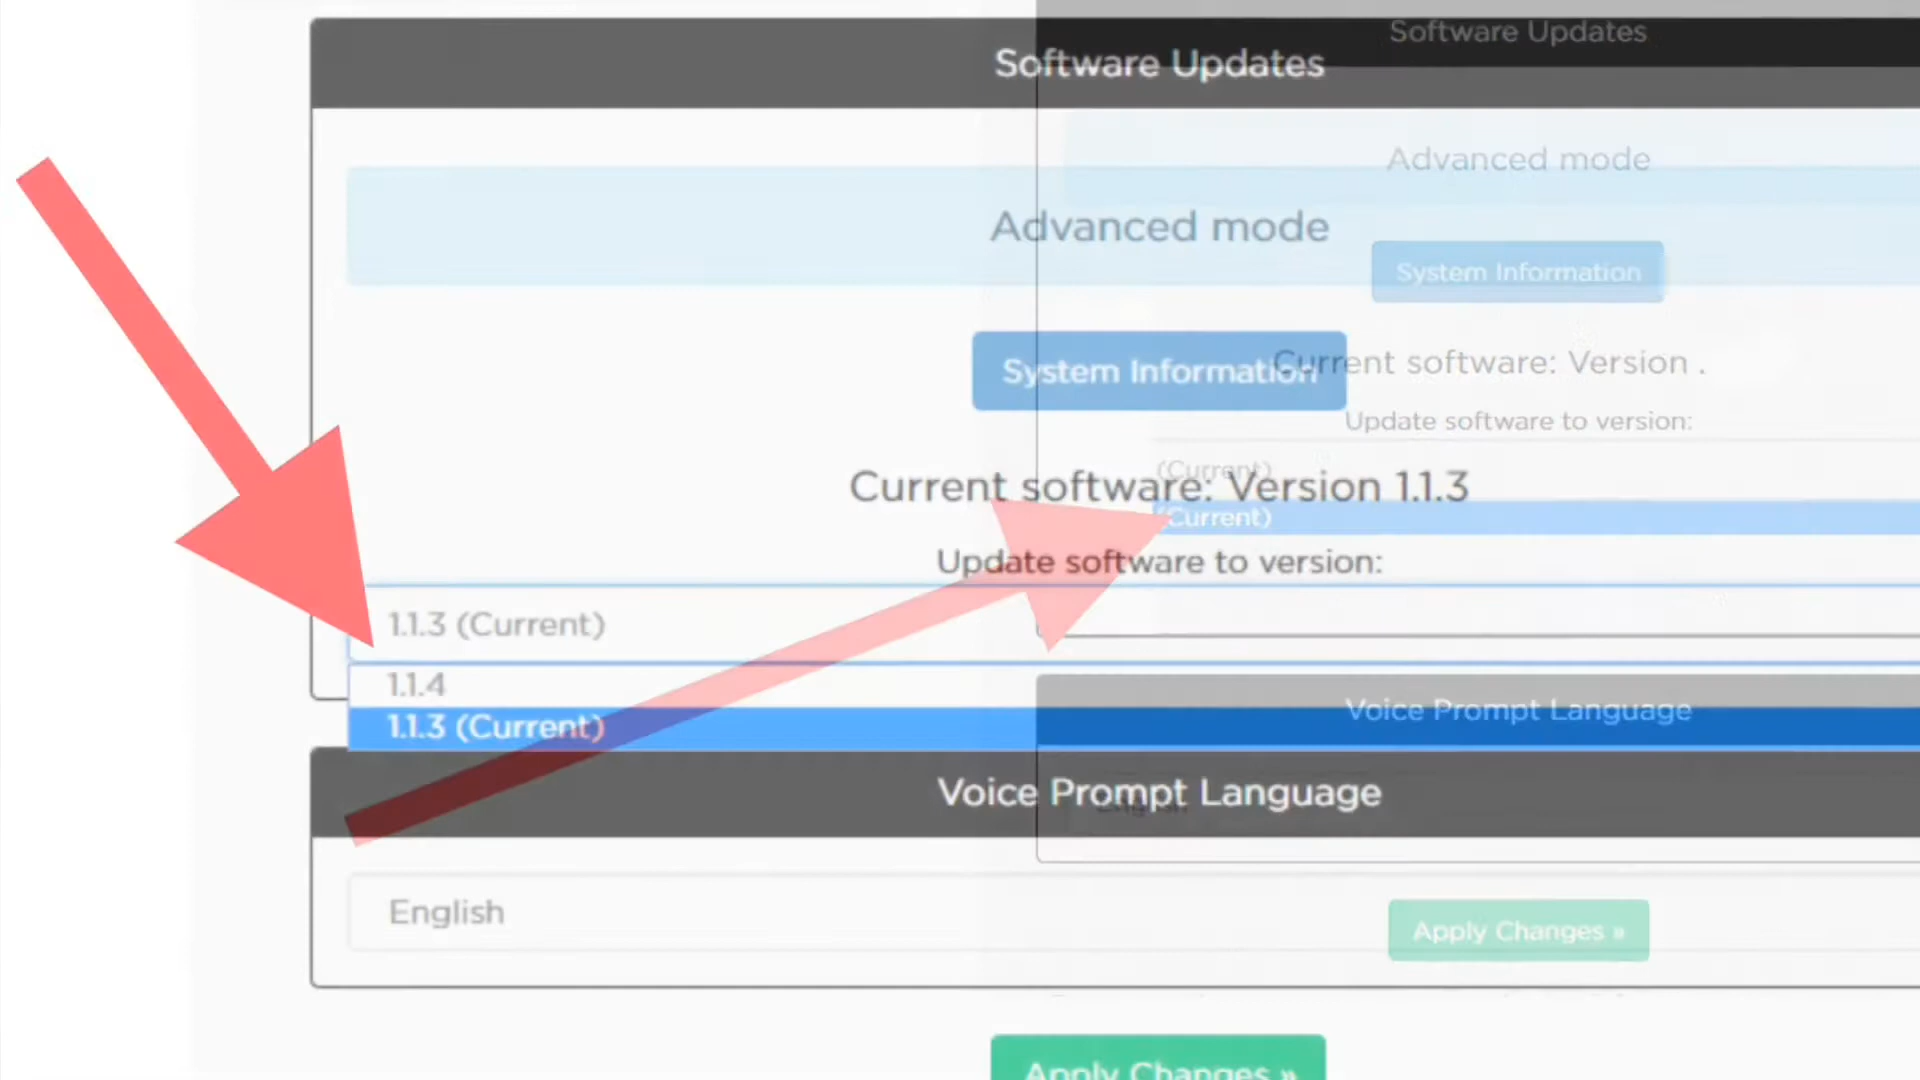 Software Updates
Software Updates
Advanced mode
Advanced mode
System Information
System Information
Current software: Version .
Update software to version:
(Current)
Current software: Version 1.1.3
(Current)
Update software to version:
1.1.3 (Current)
1.1.4
Voice Prompt Language
1.1.3 (Current)
Voice Prompt Language
English
English
Apply Changes »
Apply Changes »